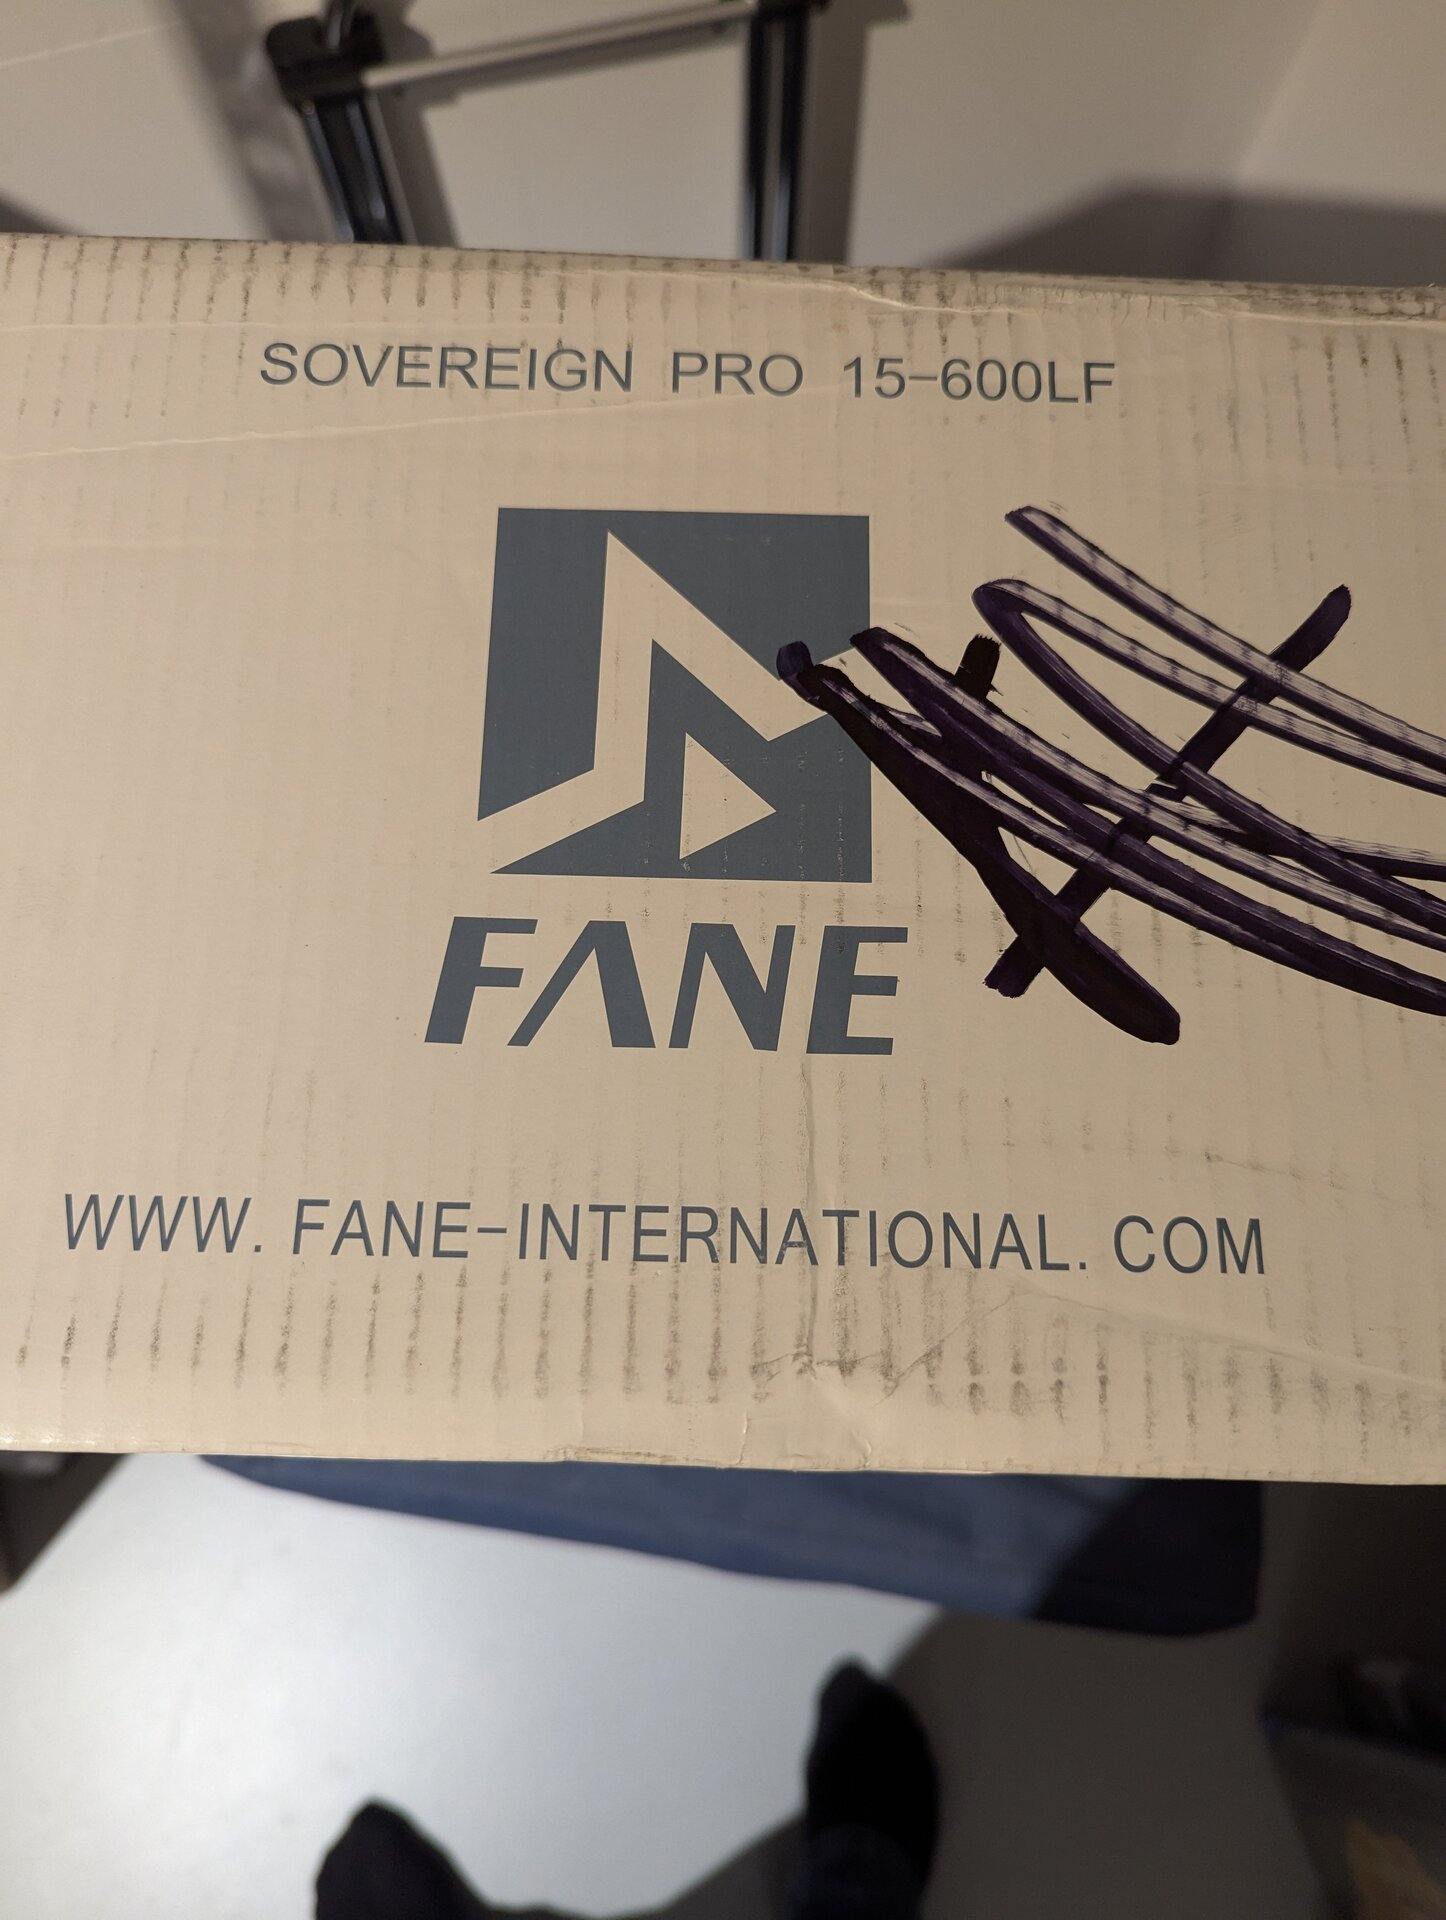 SOVEREIGN PRO 15-600LF
FANE
WWW. FANE-INTERNATIONAL. COM